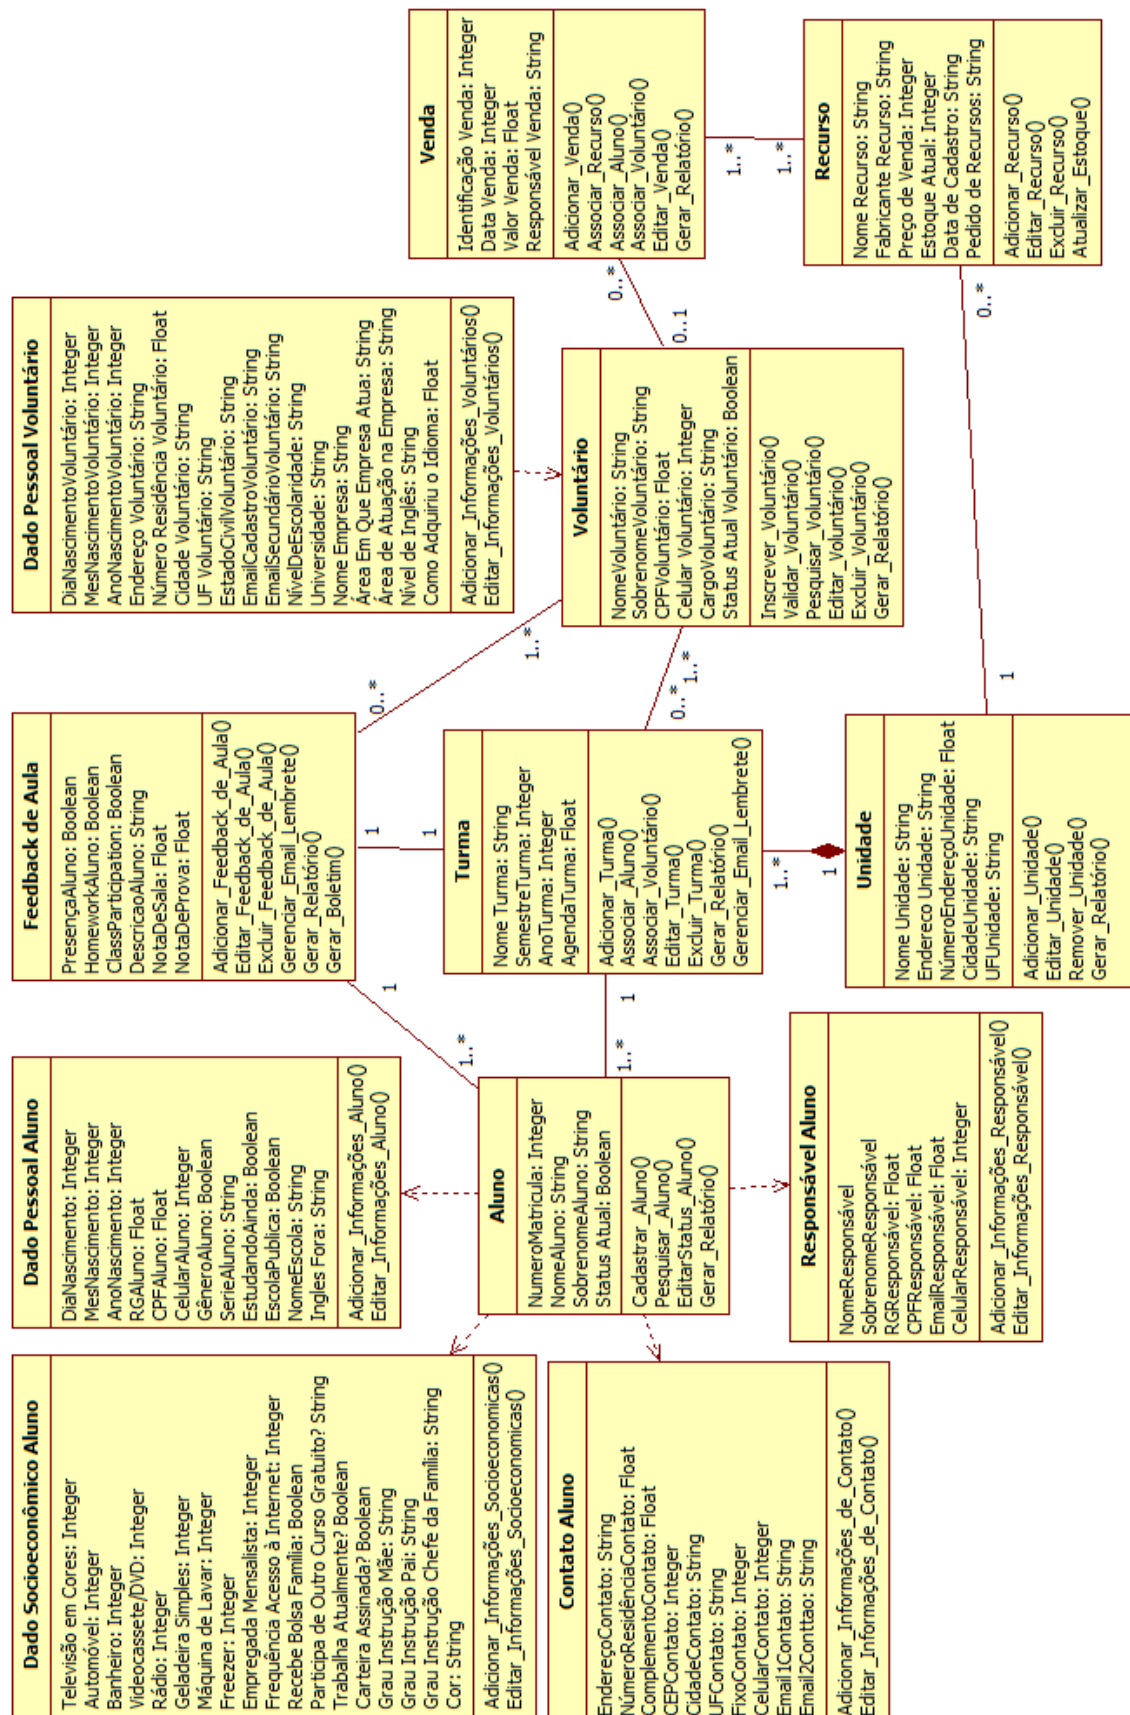 Dado Socioeconômico Aluno
Televisão em Cores: Integer
Automóvel: Integer
Banheiro: Integer
Videocassete/DVD: Integer
Rádio: Integer
Geladeira Simples: Integer
Máquina de Lavar: Integer
Freezer: Integer
Empregada Mensalista: Integer
Frequência Acesso à Internet: Integer
Recebe Bolsa Família: Boolean
Participa de Outro Curso Gratuito? String
Trabalha Atualmente? Boolean
Carteira Assinada? Boolean
Grau Instrução Mãe: String
Grau Instrução Pai: String
Grau Instrução Chefe da Família: String
Cor: String
Adicionar_Informações_Socioeconomicas()
Editar_Informações_Socioeconomicas()
Dado Pessoal Aluno
DiaNascimento: Integer
MesNascimento: Integer
AnoNascimento: Integer
RGAluno: Float
CPFAluno: Float
CelularAluno: Integer
GêneroAluno: Boolean
SerieAluno: String
EstudandoAinda: Boolean
EscolaPublica: Boolean
NomeEscola: String
Ingles Fora: String
Adicionar_Informações_Aluno()
Editar_Informações_Aluno()
Feedback de Aula
PresençaAluno: Boolean
HomeworkAluno: Boolean
ClassParticipation: Boolean
DescricaoAluno: String
NotaDeSala: Float
NotaDeProva: Float
Adicionar_Feedback_de_Aula()
Editar_Feedback_de_Aula()
Excluir_Feedback_de_Aula()
Gerenciar_Email_Lembrete()
Gerar_Relatório()
Gerar_Boletim()
Dado Pessoal Voluntário
DiaNascimentoVoluntário: Integer
MesNascimentoVoluntário: Integer
AnoNascimentoVoluntário: Integer
Endereço Voluntário: String
Número Residência Voluntário: Float
Cidade Voluntário: String
UF Voluntário: String
EstadoCivilVoluntário: String
EmailCadastroVoluntário: String
EmailSecundárioVoluntário: String
NívelDeEscolaridade: String
Universidade: String
Nome Empresa: String
Área Em Que Empresa Atua: String
Área de Atuação na Empresa: String
Nível de Inglês: String
Como Adquiriu o Idioma: Float
Adicionar_Informações_Voluntários()
Editar_Informações_Voluntários()
Venda
Identificação Venda: Integer
Data Venda: Integer
Valor Venda: Float
Responsável Venda: String
Adicionar_Venda()
Associar_Recurso()
Associar_Aluno()
Associar_Voluntário()
Editar_Venda()
Gerar_Relatório()
1
1..*
1
1
0..*
1..*
0..*
0..1
1..*
1..*
Contato Aluno
EndereçoContato: String
NúmeroResidênciaContato: Float
ComplementoContato: Float
CEPContato: Integer
CidadeContato: String
UFContato: String
FixoContato: Integer
CelularContato: Integer
Email1Contato: String
Email2Conttao: String
Adicionar_Informações_de_Contato()
Editar_Informações_de_Contato()
Aluno
NumeroMatricula: Integer
NomeAluno: String
SobrenomeAluno: String
Status Atual: Boolean
Cadastrar_Aluno()
Pesquisar_Aluno()
EditarStatus_Aluno()
Gerar_Relatório()
1..*
1
Turma
Nome Turma: String
SemestreTurma: Integer
AnoTurma: Integer
AgendaTurma: Float
Adicionar_Turma()
Associar_Aluno()
Associar_Voluntário()
Editar_Turma()
Excluir_Turma()
Gerar_Relatório()
Gerenciar_Email_Lembrete()
0..*
1..*
Voluntário
NomeVoluntário: String
SobrenomeVoluntário: String
CPFVoluntário: Float
Celular Voluntário: Integer
CargoVoluntário: String
Status Atual Voluntário: Boolean
Inscrever_Voluntário()
Validar_Voluntário()
Pesquisar_Voluntário()
Editar_Voluntário()
Excluir_Voluntário()
Gerar_Relatório()
Responsável Aluno
NomeResponsável
SobrenomeResponsável
RGResponsável: Float
CPFResponsável: Float
EmailResponsável: Float
CelularResponsável: Integer
Adicionar_Informações_Responsável()
Editar_Informações_Responsável()
1..*
1
Unidade
Nome Unidade: String
Endereco Unidade: String
NúmeroEndereçoUnidade: Float
CidadeUnidade: String
UFUnidade: String
Adicionar_Unidade()
Editar_Unidade()
Remover_Unidade()
Gerar_Relatório()
1
0..*
Recurso
Nome Recurso: String
Fabricante Recurso: String
Preço de Venda: Integer
Estoque Atual: Integer
Data de Cadastro: String
Pedido de Recursos: String
Adicionar_Recurso()
Editar_Recurso()
Excluir_Recurso()
Atualizar_Estoque()